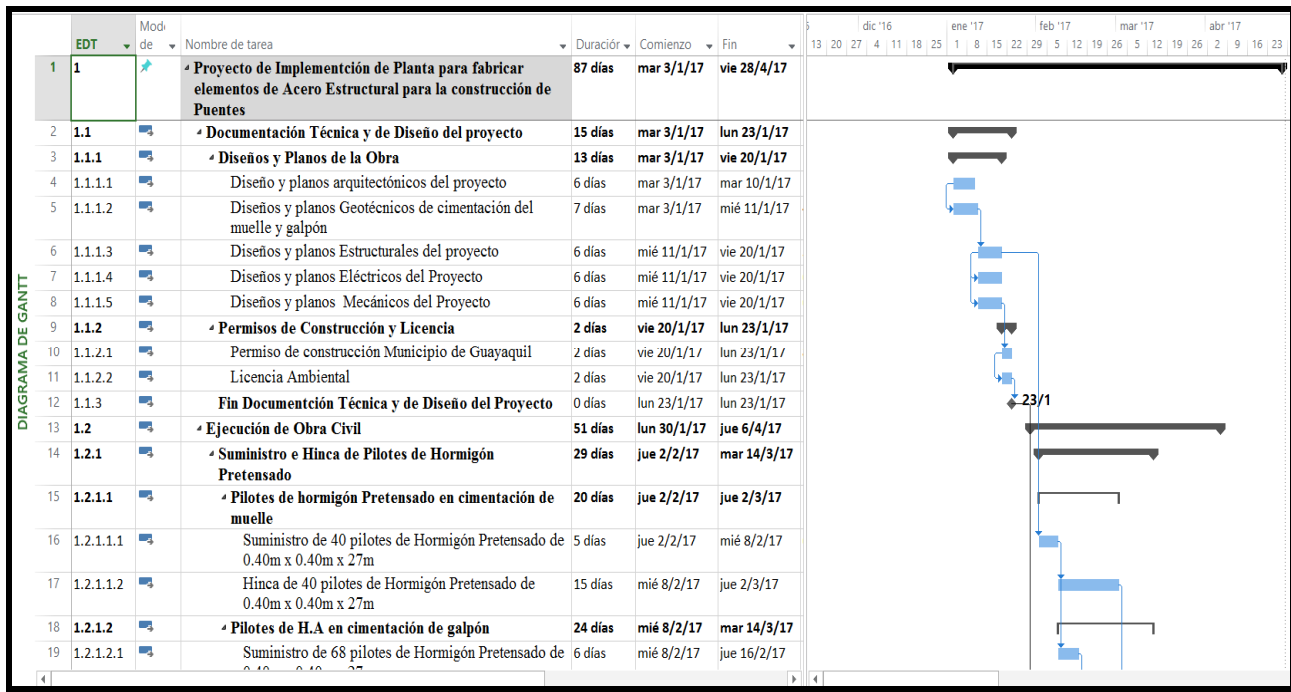 DIAGRAMA DE GANTT
EDT Modo de Nombre de tarea Duración Comienzo Fin
dic '16 ene '17 feb '17 mar '17 abr '17
13 20 27 4 11 18 25 1 8 15 22 29 5 12 19 26 5 12 19 26 2 9 16 23
1 1 Proyecto de Implementción de Planta para fabricar 87 días mar 3/1/17 vie 28/4/17
elementos de Acero Estructural para la construcción de
Puentes
2 1.1 Documentación Técnica y de Diseño del proyecto 15 días mar 3/1/17 lun 23/1/17
3 1.1.1 Diseños y Planos de la Obra 13 días mar 3/1/17 vie 20/1/17
4 1.1.1.1 Diseño y planos arquitectónicos del proyecto 6 días mar 3/1/17 mar 10/1/17
5 1.1.1.2 Diseños y planos Geotécnicos de cimentación del 7 días mar 3/1/17 mié 11/1/17
muelle y galpón
6 1.1.1.3 Diseños y planos Estructurales del proyecto 6 días mié 11/1/17 vie 20/1/17
7 1.1.1.4 Diseños y planos Eléctricos del Proyecto 6 días mié 11/1/17 vie 20/1/17
8 1.1.1.5 Diseños y planos Mecánicos del Proyecto 6 días mié 11/1/17 vie 20/1/17
9 1.1.2 Permisos de Construcción y Licencia 2 días vie 20/1/17 lun 23/1/17
10 1.1.2.1 Permiso de construcción Municipio de Guayaquil 2 días vie 20/1/17 lun 23/1/17
11 1.1.2.2 Licencia Ambiental 2 días vie 20/1/17 lun 23/1/17
12 1.1.3 Fin Documentción Técnica y de Diseño del Proyecto 0 días lun 23/1/17 lun 23/1/17 23/1
13 1.2 Ejecución de Obra Civil 51 días lun 30/1/17 jue 6/4/17
14 1.2.1 Suministro e Hinca de Pilotes de Hormigón 29 días jue 2/2/17 mar 14/3/17
Pretensado
15 1.2.1.1 Pilotes de hormigón Pretensado en cimentación de 20 días jue 2/2/17 jue 2/3/17
muelle
16 1.2.1.1.1 Suministro de 40 pilotes de Hormigón Pretensado de 5 días jue 2/2/17 mié 8/2/17
0.40m x 0.40m x 27m
17 1.2.1.1.2 Hinca de 40 pilotes de Hormigón Pretensado de 15 días mié 8/2/17 jue 2/3/17
0.40m x 0.40m x 27m
18 1.2.1.2 Pilotes de H.A en cimentación de galpón 24 días mié 8/2/17 mar 14/3/17
19 1.2.1.2.1 Suministro de 68 pilotes de Hormigón Pretensado de 6 días mié 8/2/17 jue 16/2/17